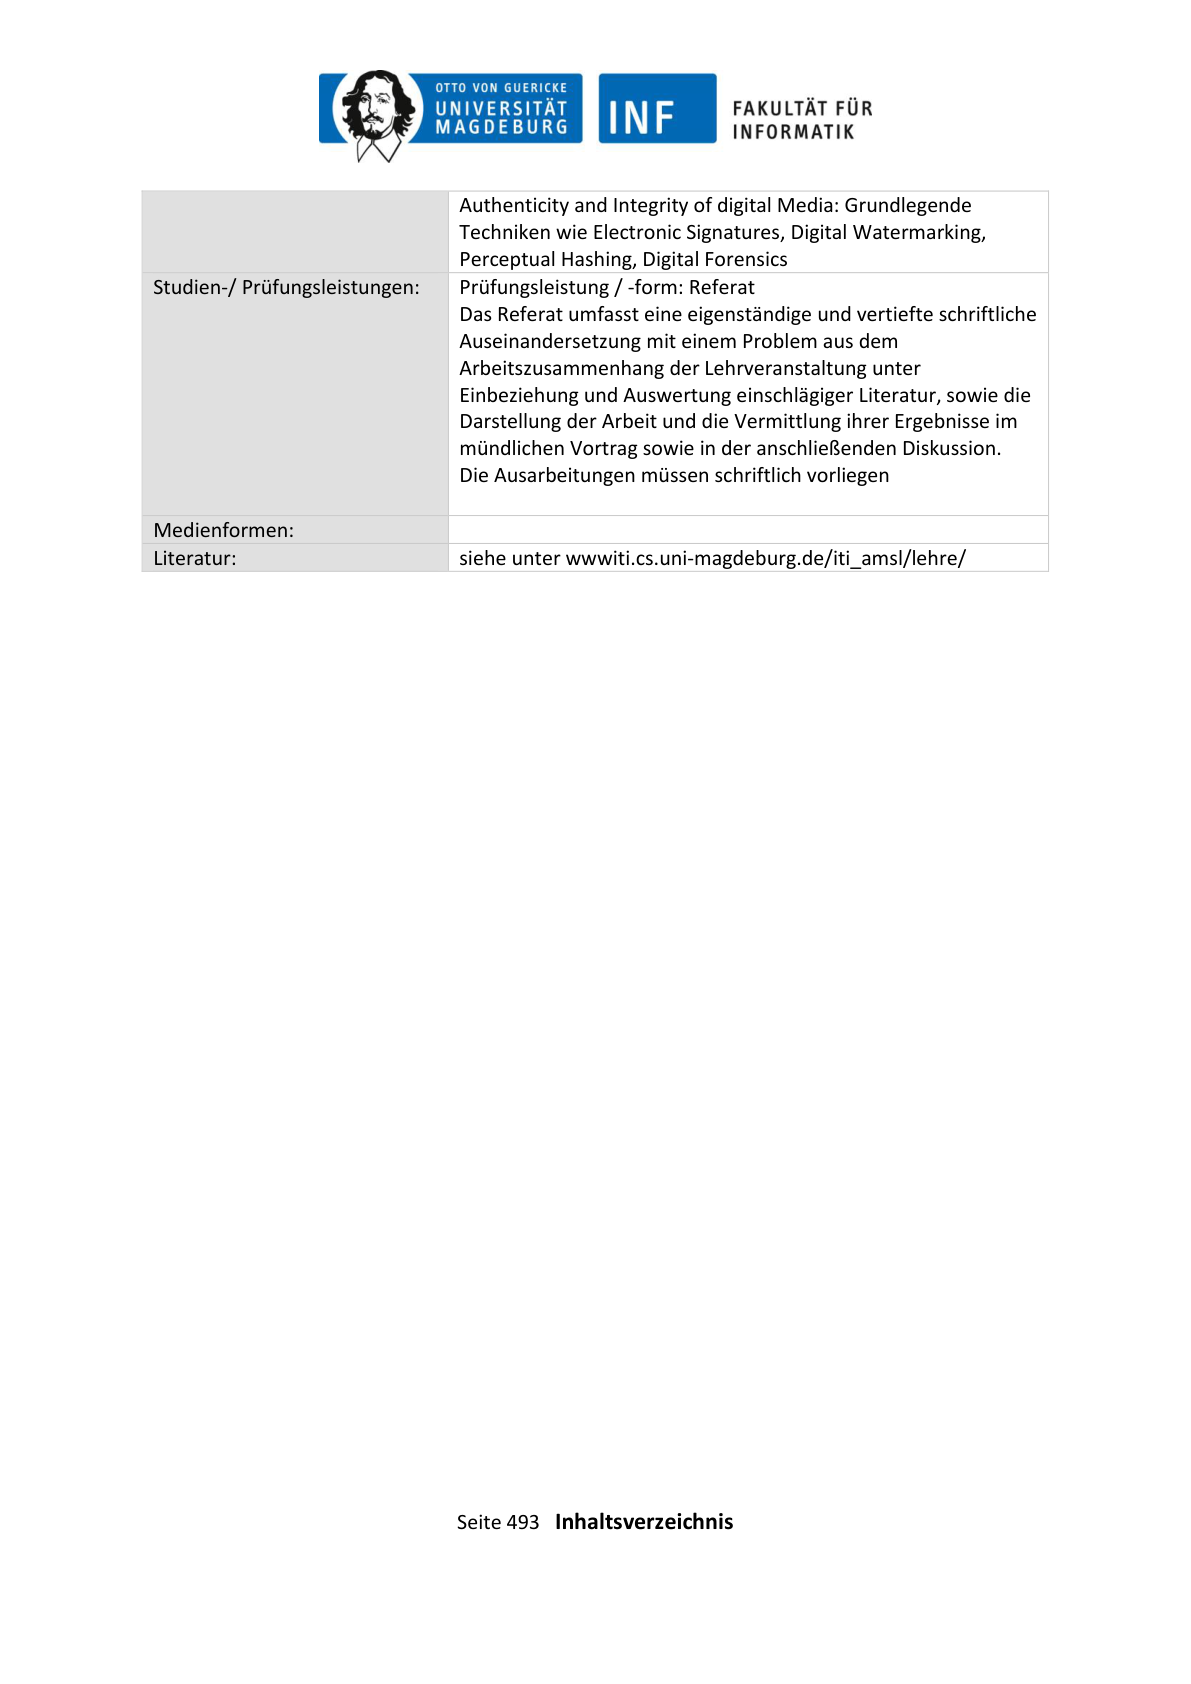 OTTO VON GUERICKE
UNIVERSITÄT
MAGDEBURG
INF
FAKULTÄT FÜR
INFORMATIK
Authenticity and Integrity of digital Media: Grundlegende
Techniken wie Electronic Signatures, Digital Watermarking,
Perceptual Hashing, Digital Forensics
Studien-/ Prüfungsleistungen:
Prüfungsleistung / -form: Referat
Das Referat umfasst eine eigenständige und vertiefte schriftliche
Auseinandersetzung mit einem Problem aus dem
Arbeitszusammenhang der Lehrveranstaltung unter
Einbeziehung und Auswertung einschlägiger Literatur, sowie die
Darstellung der Arbeit und die Vermittlung ihrer Ergebnisse im
mündlichen Vortrag sowie in der anschließenden Diskussion.
Die Ausarbeitungen müssen schriftlich vorliegen
Medienformen:
Literatur:
siehe unter wwwiti.cs.uni-magdeburg.de/iti_amsl/lehre/
Seite 493 Inhaltsverzeichnis